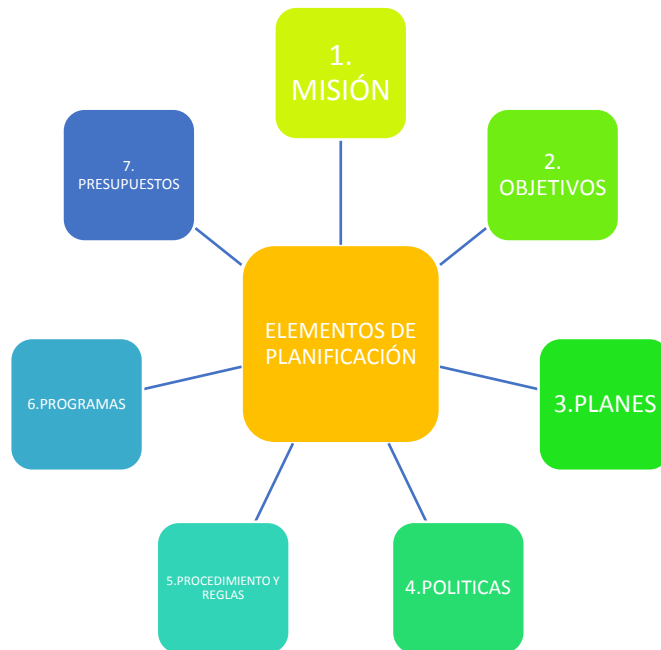 1.
MISIÓN
2.
OBJETIVOS
3.PLANES
4.POLITICAS
5.PROCEDIMIENTO Y
REGLAS
6.PROGRAMAS
7.
PRESUPUESTOS
ELEMENTOS DE
PLANIFICACIÓN